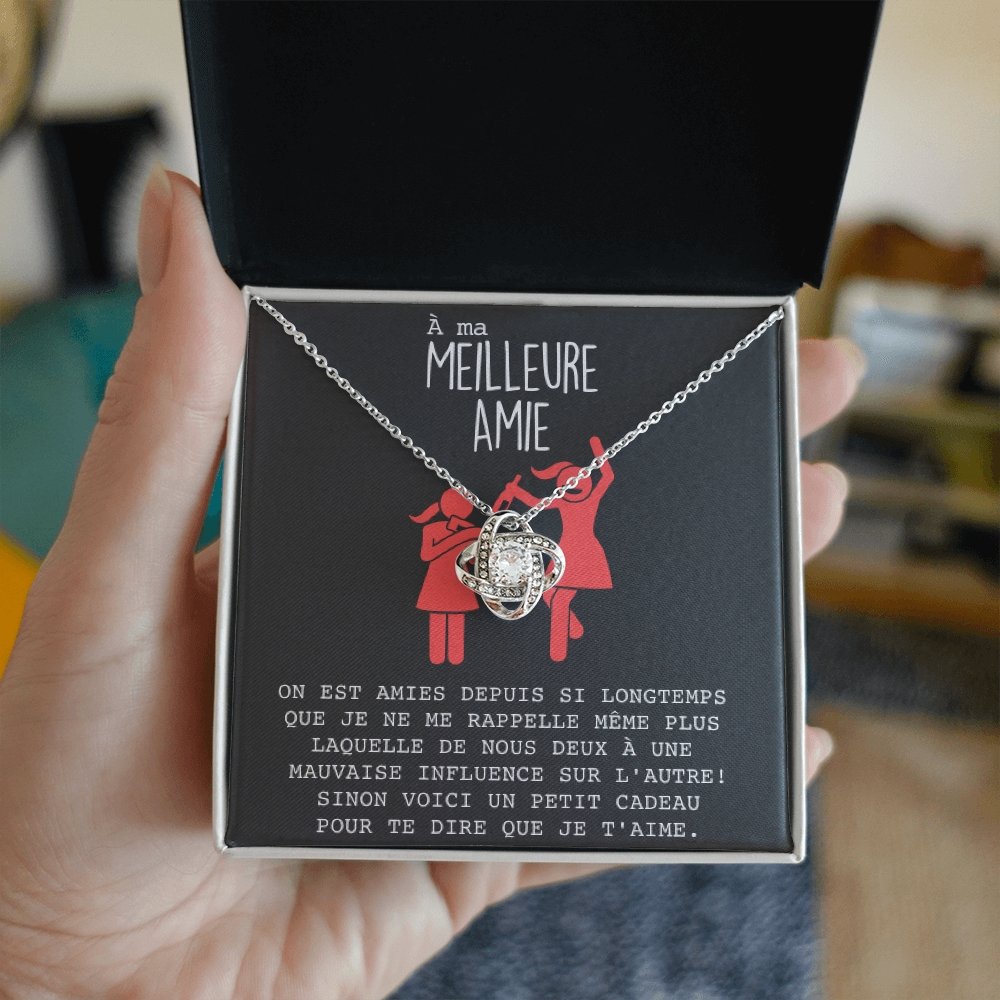 À ma
MEILLEURE
AMIE
ON EST AMIES DEPUIS SI LONGTEMPS
QUE JE NE ME RAPPELLE MÊME PLUS
LAQUELLE DE NOUS DEUX À UNE
MAUVAISE INFLUENCE SUR L'AUTRE!
SINON VOICI UN PETIT CADEAU
POUR TE DIRE QUE JE T'AIME.